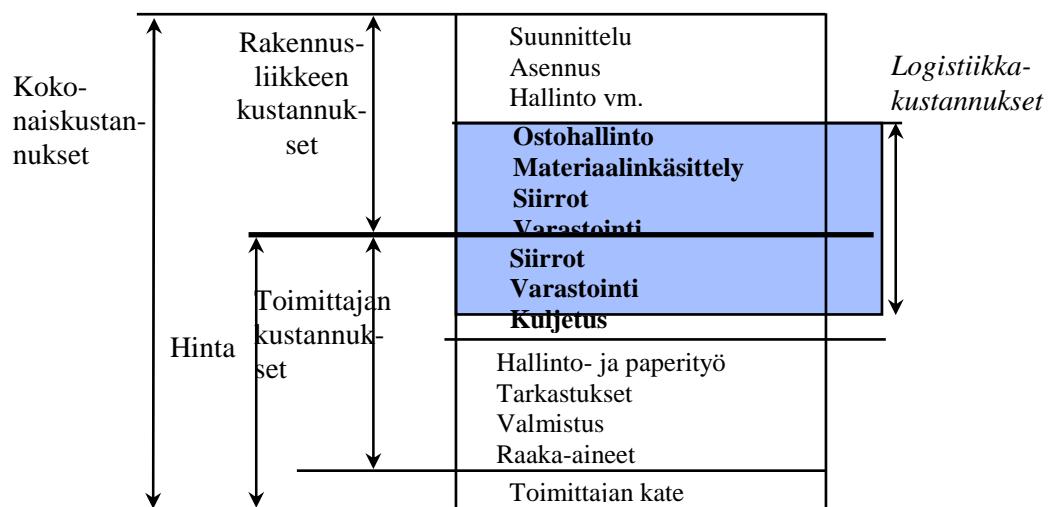 Koko-
naiskustan-
nukset
Rakennus-
liikkeen
kustannuk-
set
Hinta
Toimittajan
kustannuk-
set
Suunnittelu
Asennus
Hallinto vm.
Ostohallinto
Materiaalinkäsittely
Siirrot
Varastointi
Siirrot
Varastointi
Kuljetus
Hallinto- ja paperityö
Tarkastukset
Valmistus
Raaka-aineet
Toimittajan kate
Logistiikka-
kustannukset